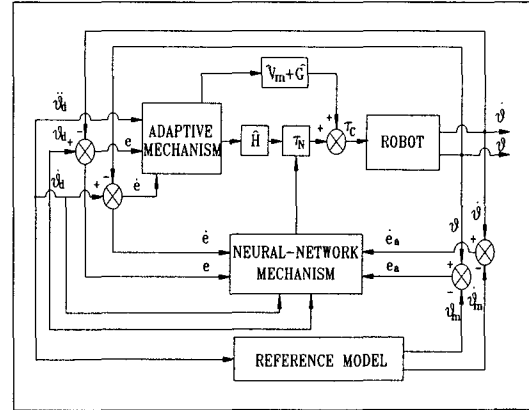 V̂m+Ĝ
ϑ̈d
ϑd
ϑ̇d
+
-
e
+
-
ė
ADAPTIVE
MECHANISM
Ĥ
τN
+
+
τC
ROBOT
ϑ̇
ϑ
ė
e
NEURAL-NETWORK
MECHANISM
ėa
ea
ϑ
ϑ̇
+
-
+
-
ϑm
ϑ̇m
REFERENCE MODEL